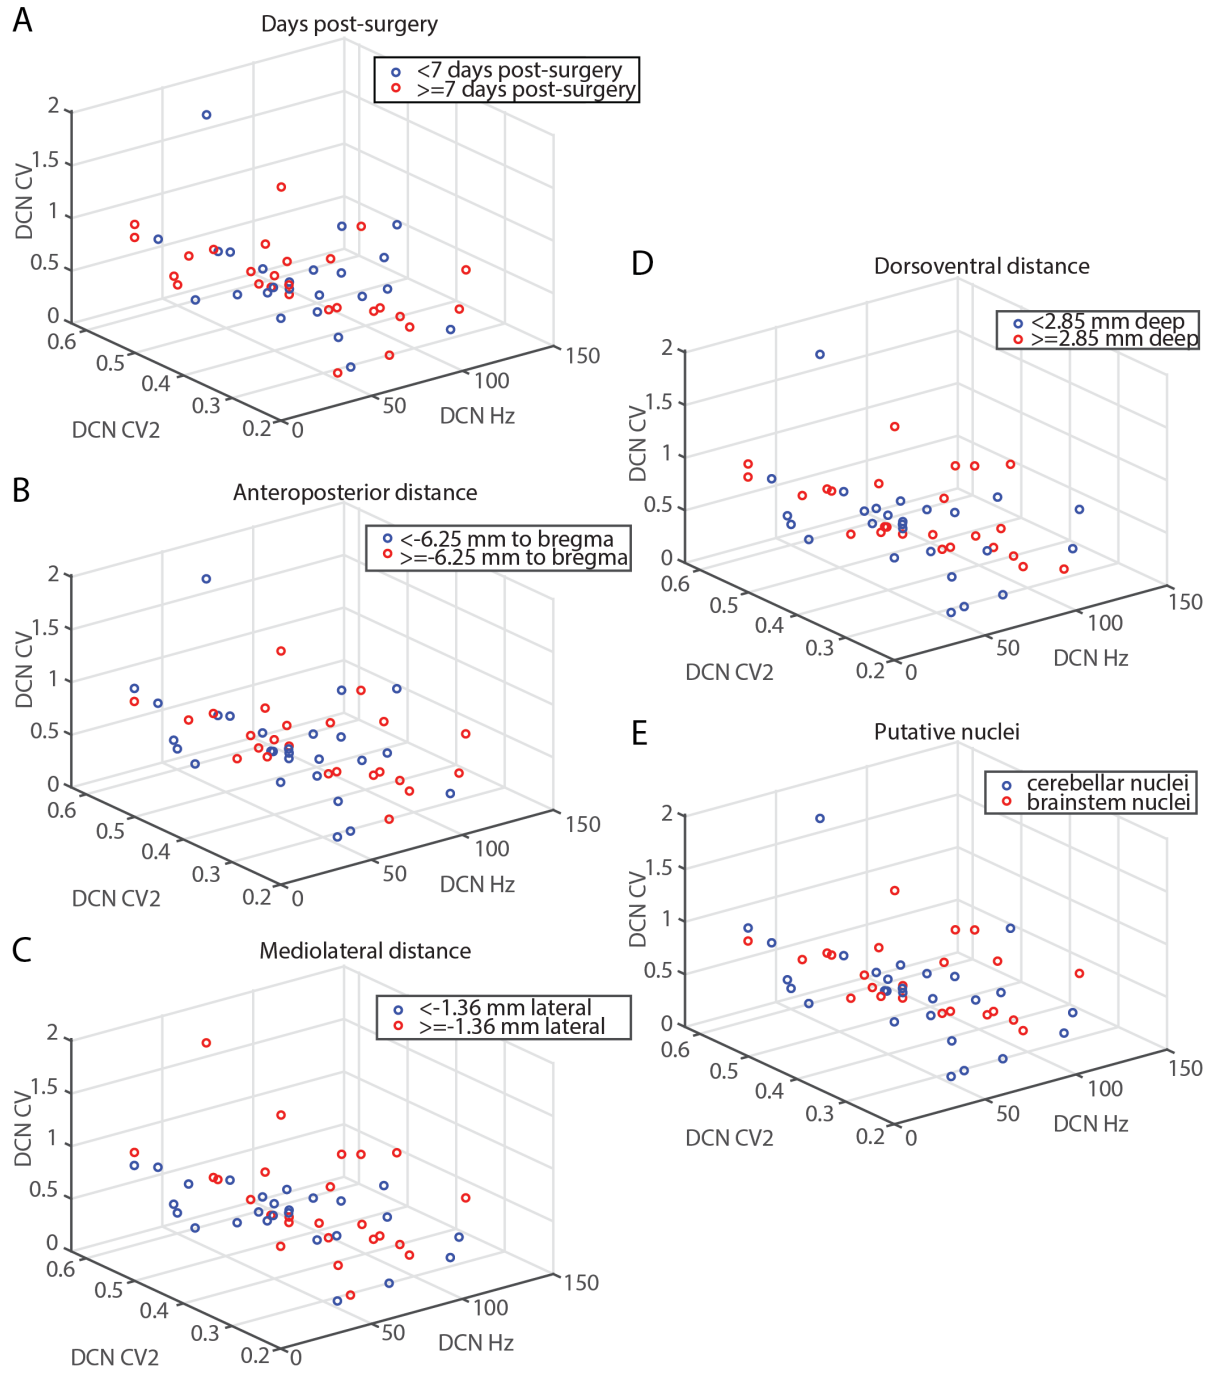 A
Days post-surgery
<7 days post-surgery
>=7 days post-surgery
2
1.5
1
0.5
0
DCN CV
0.6
0.5
0.4
0.3
0.2
DCN CV2
0
50
100
150
DCN Hz
B
Anteroposterior distance
<-6.25 mm to bregma
>=-6.25 mm to bregma
2
1.5
1
0.5
0
DCN CV
0.6
0.5
0.4
0.3
0.2
DCN CV2
0
50
100
150
DCN Hz
C
Mediolateral distance
<-1.36 mm lateral
>=-1.36 mm lateral
2
1.5
1
0.5
0
DCN CV
0.6
0.5
0.4
0.3
0.2
DCN CV2
0
50
100
150
DCN Hz
D
Dorsoventral distance
<2.85 mm deep
>=2.85 mm deep
2
1.5
1
0.5
0
DCN CV
0.6
0.5
0.4
0.3
0.2
DCN CV2
0
50
100
150
DCN Hz
E
Putative nuclei
cerebellar nuclei
brainstem nuclei
2
1.5
1
0.5
0
DCN CV
0.6
0.5
0.4
0.3
0.2
DCN CV2
0
50
100
150
DCN Hz